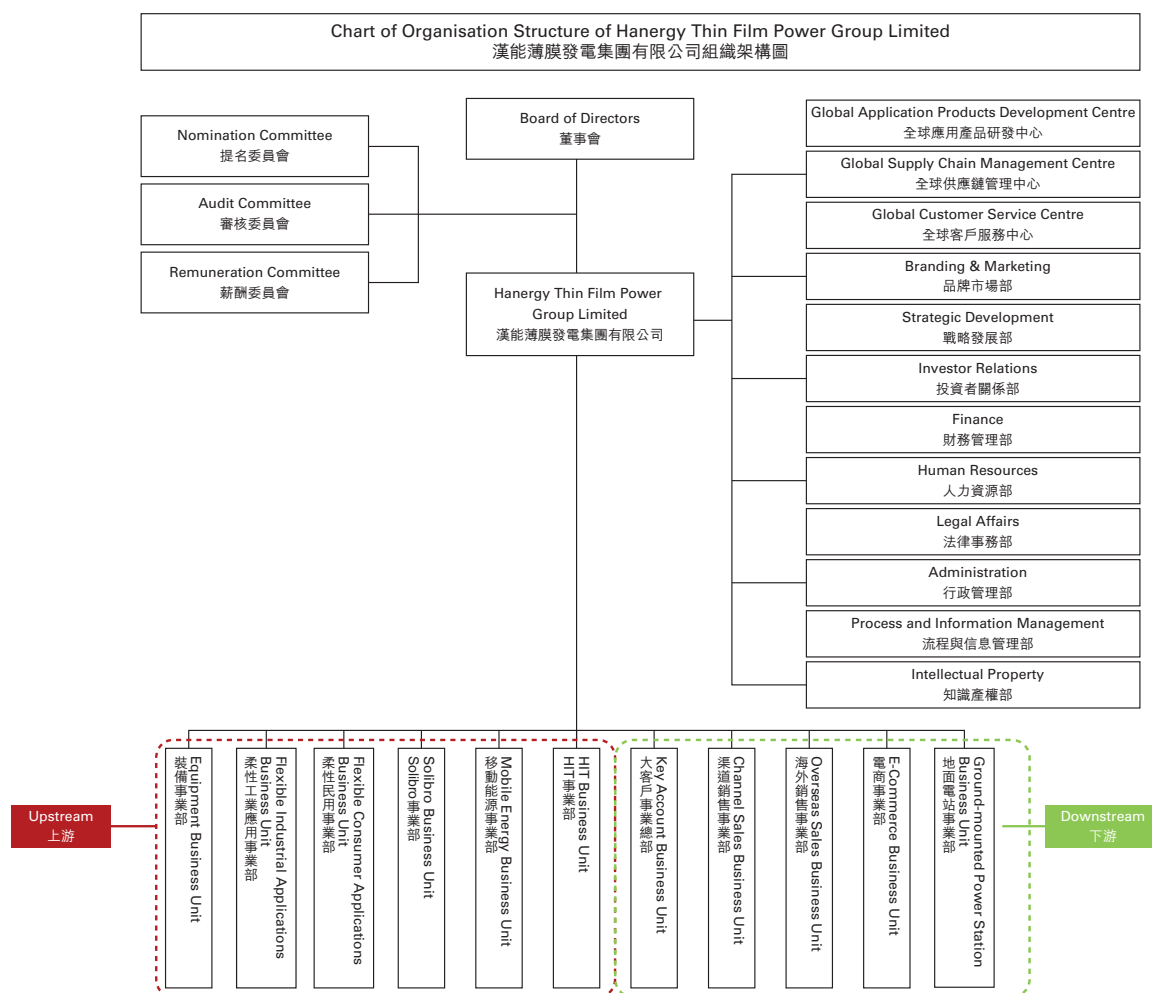 Chart of Organisation Structure of Hanergy Thin Film Power Group Limited
漢能薄膜發電集團有限公司組織架構圖
Board of Directors
董事會
Nomination Committee
提名委員會
Audit Committee
審核委員會
Remuneration Committee
薪酬委員會
Hanergy Thin Film Power
Group Limited
漢能薄膜發電集團有限公司
Global Application Products Development Centre
全球應用產品研發中心
Global Supply Chain Management Centre
全球供應鏈管理中心
Global Customer Service Centre
全球客戶服務中心
Branding & Marketing
品牌市場部
Strategic Development
戰略發展部
Investor Relations
投資者關係部
Finance
財務管理部
Human Resources
人力資源部
Legal Affairs
法律事務部
Administration
行政管理部
Process and Information Management
流程與信息管理部
Intellectual Property
知識產權部
Upstream
上游
Equipment Business Unit
裝備事業部
Flexible Industrial Applications
Business Unit
柔性工業應用事業部
Flexible Consumer Applications
Business Unit
柔性民用事業部
Solibro Business Unit
Solibro事業部
Mobile Energy Business Unit
移動能源事業部
HIT Business Unit
HIT事業部
Key Account Business Unit
大客戶事業總部
Channel Sales Business Unit
渠道銷售事業部
Overseas Sales Business Unit
海外銷售事業部
E-Commerce Business Unit
電商事業部
Ground-mounted Power Station
Business Unit
地面電站事業部
Downstream
下游